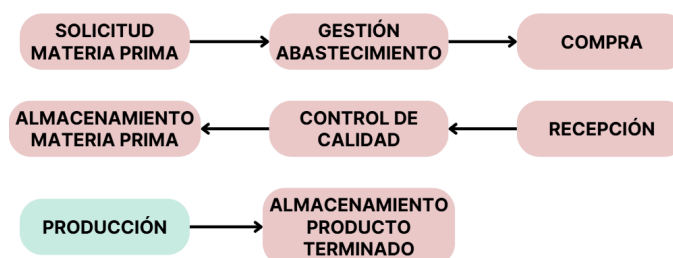 SOLICITUD
MATERIA PRIMA
GESTIÓN
ABASTECIMIENTO
COMPRA
ALMACENAMIENTO
MATERIA PRIMA
CONTROL DE
CALIDAD
RECEPCIÓN
PRODUCCIÓN
ALMACENAMIENTO
PRODUCTO
TERMINADO